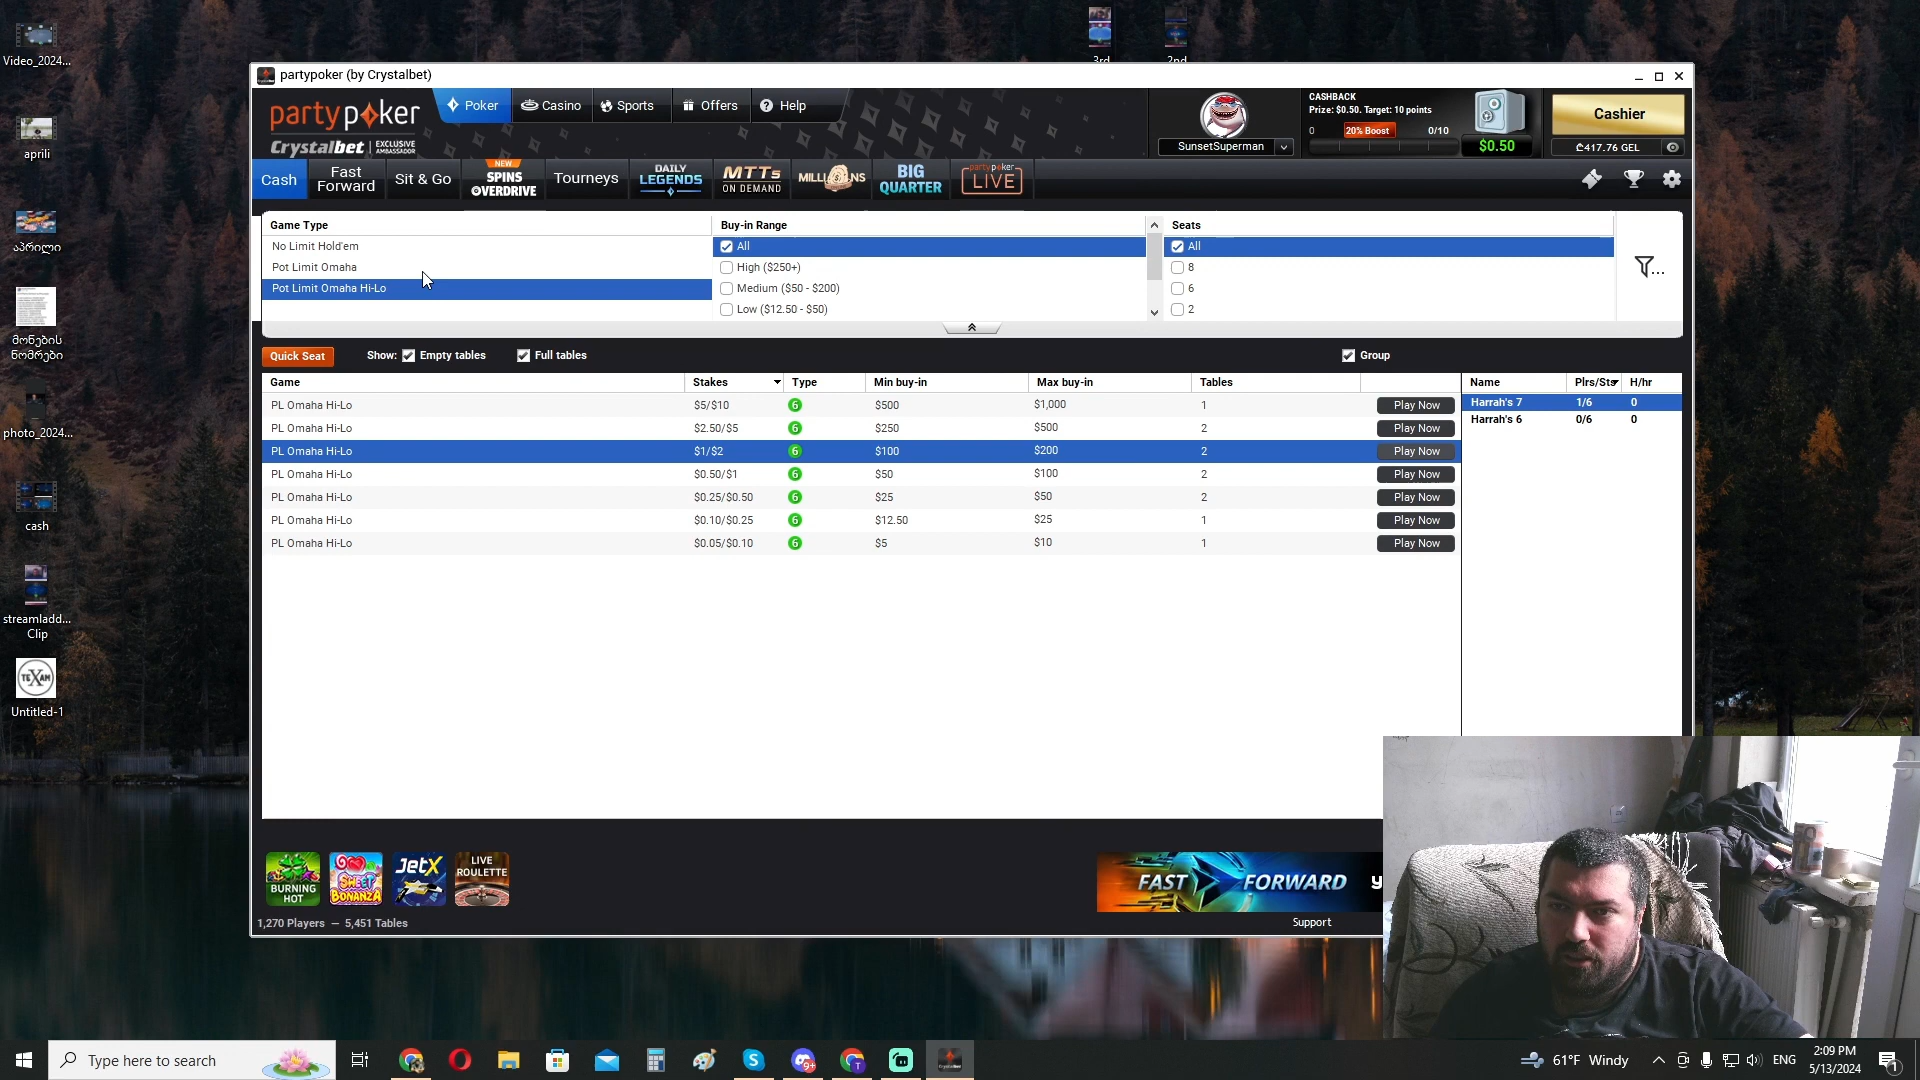 Video_2024...
aprili
აპრილი
მონების
ნომრები
photo_2024...
cash
streamladd...
Clip
TEXAM
Untitled-1
3rd
2nd
partypoker (by Crystalbet)
partypoker
Crystalbet EXCLUSIVE AMBASSADOR
Poker
Casino
Sports
Offers
Help
SunsetSuperman
CASHBACK
Prize: $0.50. Target: 10 points
0 20% Boost 0/10
$0.50
Cashier
₾417.76 GEL
Cash
Fast
Forward
Sit & Go
NEW
SPINS
OVERDRIVE
Tourneys
DAILY
LEGENDS
MTTs
ON DEMAND
MILLIONS
BIG
QUARTER
partypoker
LIVE
Game Type Buy-in Range Seats
No Limit Hold'em All All
Pot Limit Omaha High ($250+) 8
Pot Limit Omaha Hi-Lo Medium ($50 - $200) 6
Low ($12.50 - $50) 2
Quick Seat Show: Empty tables Full tables Group
Game Stakes Type Min buy-in Max buy-in Tables
PL Omaha Hi-Lo $5/$10 6 $500 $1,000 1 Play Now
PL Omaha Hi-Lo $2.50/$5 6 $250 $500 2 Play Now
PL Omaha Hi-Lo $1/$2 6 $100 $200 2 Play Now
PL Omaha Hi-Lo $0.50/$1 6 $50 $100 2 Play Now
PL Omaha Hi-Lo $0.25/$0.50 6 $25 $50 2 Play Now
PL Omaha Hi-Lo $0.10/$0.25 6 $12.50 $25 1 Play Now
PL Omaha Hi-Lo $0.05/$0.10 6 $5 $10 1 Play Now
Name Plrs/Sts H/hr
Harrah's 7 1/6 0
Harrah's 6 0/6 0
BURNING
HOT
SWEET
BONANZA
JetX
LIVE
ROULETTE
FAST FORWARD
1,270 Players — 5,451 Tables
Support
Type here to search
61°F Windy
ENG
2:09 PM
5/13/2024